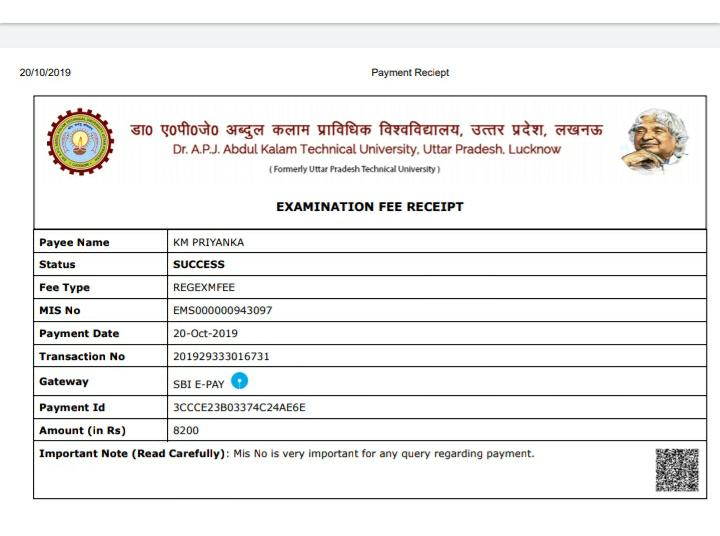 20/10/2019 Payment Reciept
डा० ए०पी०जे० अब्दुल कलाम प्राविधिक विश्वविद्यालय, उत्तर प्रदेश, लखनऊ
Dr. A.P.J. Abdul Kalam Technical University, Uttar Pradesh, Lucknow
( Formerly Uttar Pradesh Technical University )
EXAMINATION FEE RECEIPT
Payee Name KM PRIYANKA
Status SUCCESS
Fee Type REGEXMFEE
MIS No EMS000000943097
Payment Date 20-Oct-2019
Transaction No 201929333016731
Gateway SBI E-PAY
Payment Id 3CCCE23B03374C24AE6E
Amount (in Rs) 8200
Important Note (Read Carefully): Mis No is very important for any query regarding payment.